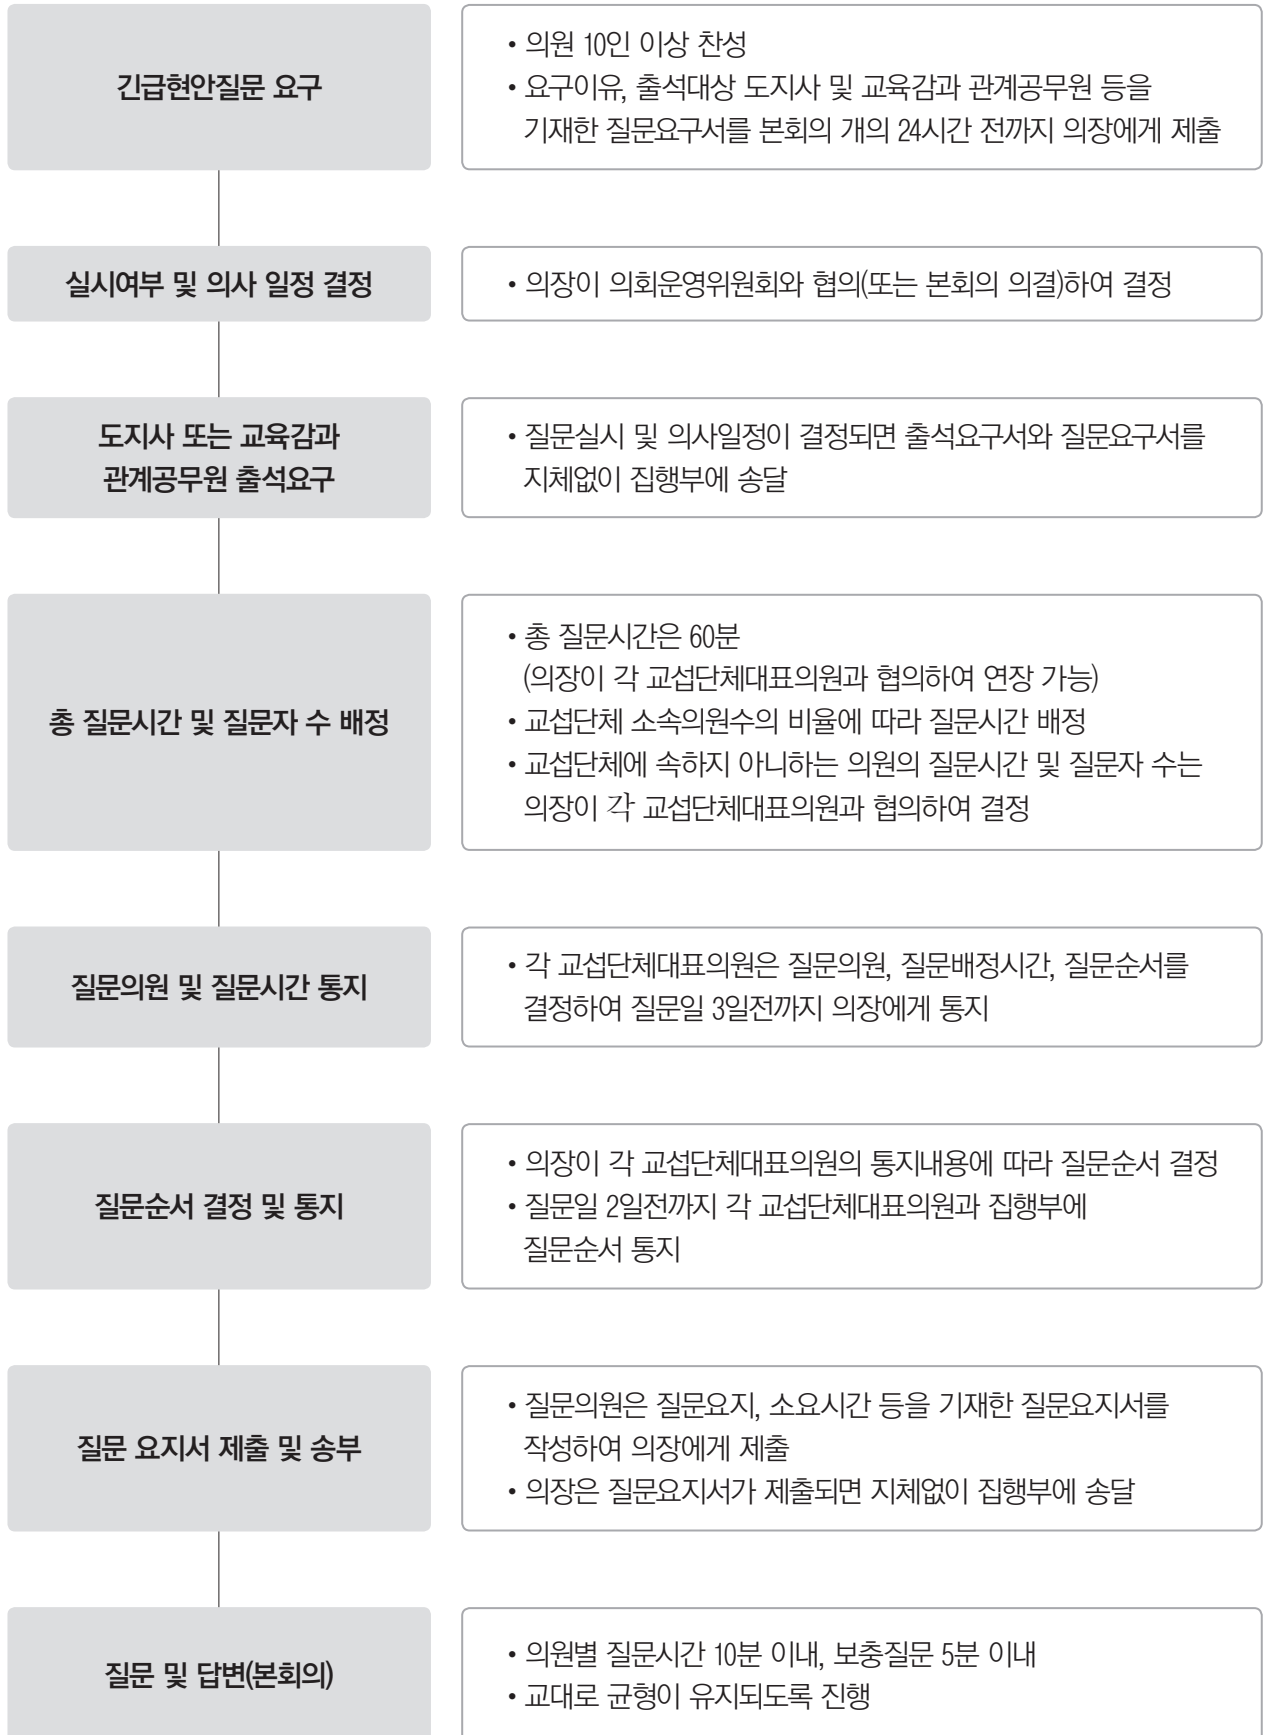 긴급현안질문 요구
• 의원 10인 이상 찬성
• 요구이유, 출석대상 도지사 및 교육감과 관계공무원 등을
기재한 질문요구서를 본회의 개의 24시간 전까지 의장에게 제출
실시여부 및 의사 일정 결정
• 의장이 의회운영위원회와 협의(또는 본회의 의결)하여 결정
도지사 또는 교육감과
관계공무원 출석요구
• 질문실시 및 의사일정이 결정되면 출석요구서와 질문요구서를
지체없이 집행부에 송달
총 질문시간 및 질문자 수 배정
• 총 질문시간은 60분
(의장이 각 교섭단체대표의원과 협의하여 연장 가능)
• 교섭단체 소속의원수의 비율에 따라 질문시간 배정
• 교섭단체에 속하지 아니하는 의원의 질문시간 및 질문자 수는
의장이 각 교섭단체대표의원과 협의하여 결정
질문의원 및 질문시간 통지
• 각 교섭단체대표의원은 질문의원, 질문배정시간, 질문순서를
결정하여 질문일 3일전까지 의장에게 통지
질문순서 결정 및 통지
• 의장이 각 교섭단체대표의원의 통지내용에 따라 질문순서 결정
• 질문일 2일전까지 각 교섭단체대표의원과 집행부에
질문순서 통지
질문 요지서 제출 및 송부
• 질문의원은 질문요지, 소요시간 등을 기재한 질문요지서를
작성하여 의장에게 제출
• 의장은 질문요지서가 제출되면 지체없이 집행부에 송달
질문 및 답변(본회의)
• 의원별 질문시간 10분 이내, 보충질문 5분 이내
• 교대로 균형이 유지되도록 진행